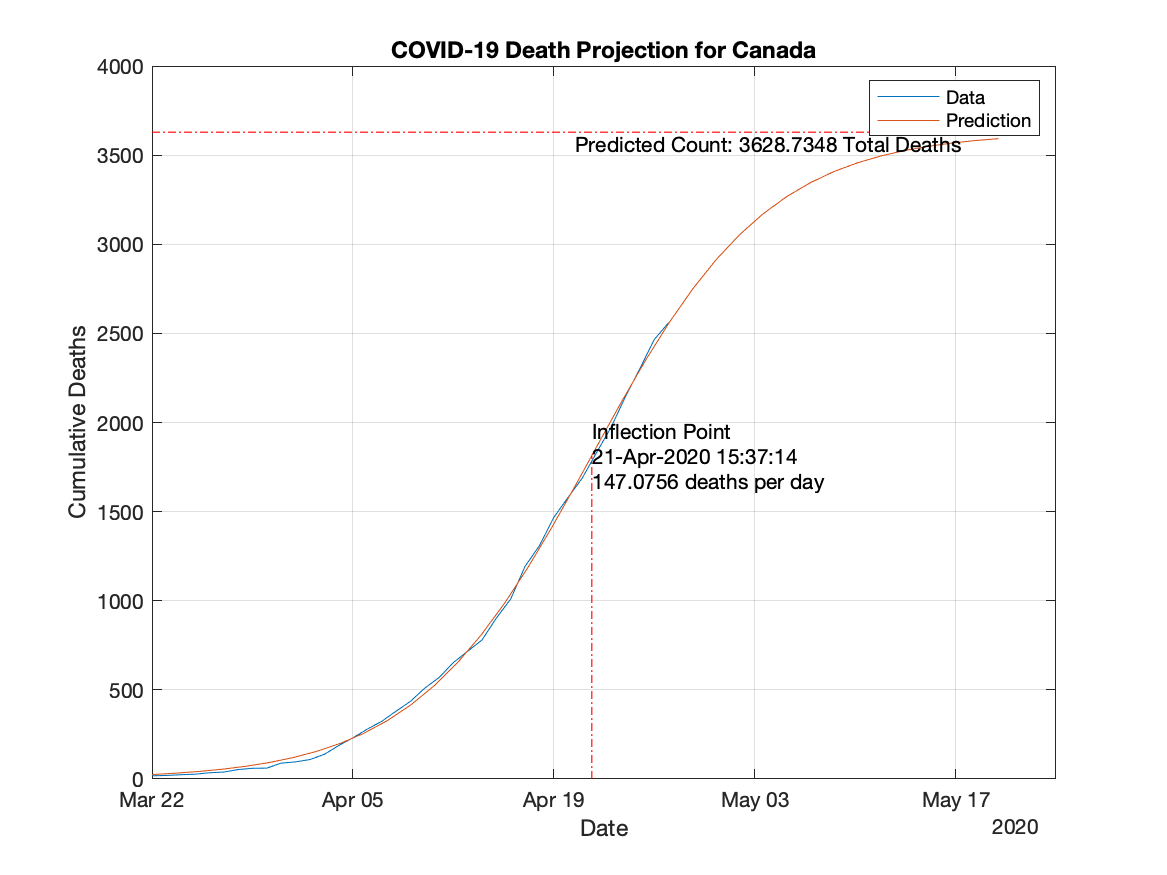 COVID-19 Death Projection for Canada
4000
3500
3000
2500
2000
1500
1000
500
0
Cumulative Deaths
Data
Prediction
Predicted Count: 3628.7348 Total Deaths
Inflection Point
21-Apr-2020 15:37:14
147.0756 deaths per day
Mar 22
Apr 05
Apr 19
May 03
May 17
Date
2020